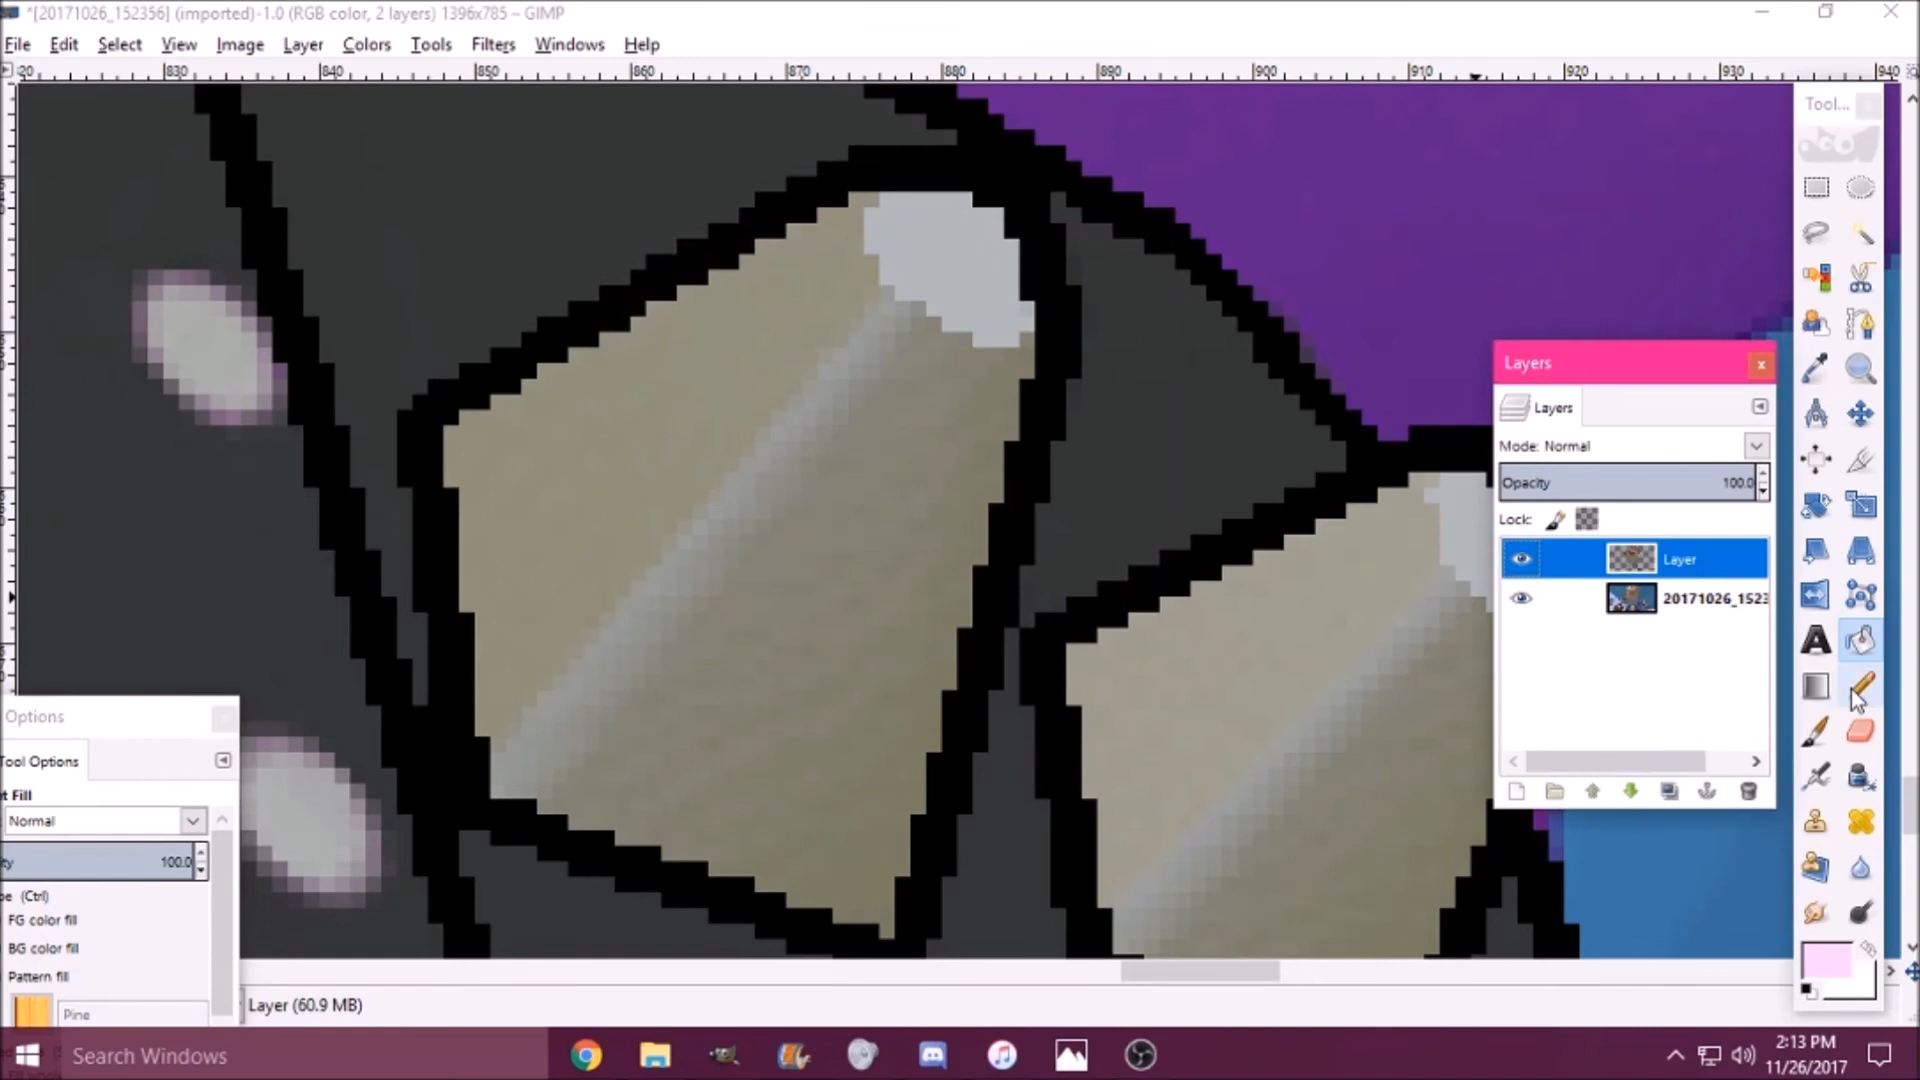 *[20171026_152356] (imported)-1.0 (RGB color, 2 layers) 1396x785 – GIMP
File Edit Select View Image Layer Colors Tools Filters Windows Help
820 830 840 850 860 870 880 890 900 910 920 930 940
Tool...
Layers
Layers
Mode: Normal
Opacity 100.0
Lock:
Layer
20171026_1523
A
Options
Tool Options
t Fill
Normal
ty 100.0
pe (Ctrl)
FG color fill
BG color fill
Pattern fill
Pine
Layer (60.9 MB)
Search Windows
2:13 PM
11/26/2017